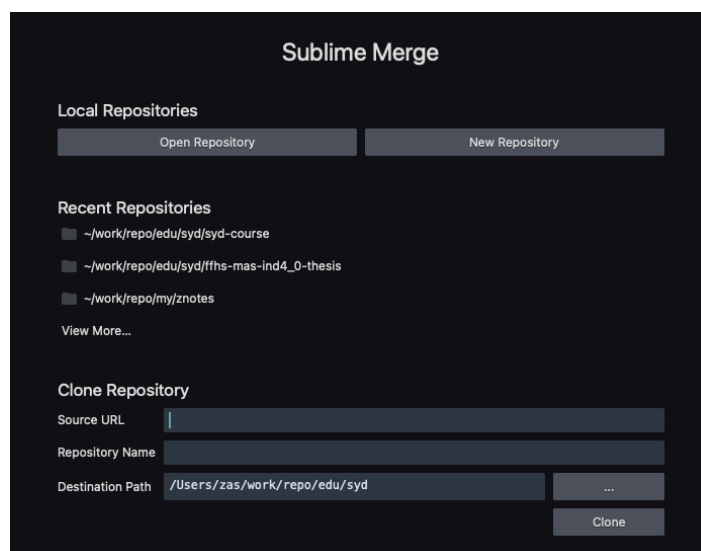 Sublime Merge
Local Repositories
Open Repository New Repository
Recent Repositories
~/work/repo/edu/syd/syd-course
~/work/repo/edu/syd/ffhs-mas-ind4_0-thesis
~/work/repo/my/znotes
View More...
Clone Repository
Source URL
Repository Name
Destination Path /Users/zas/work/repo/edu/syd ...
Clone